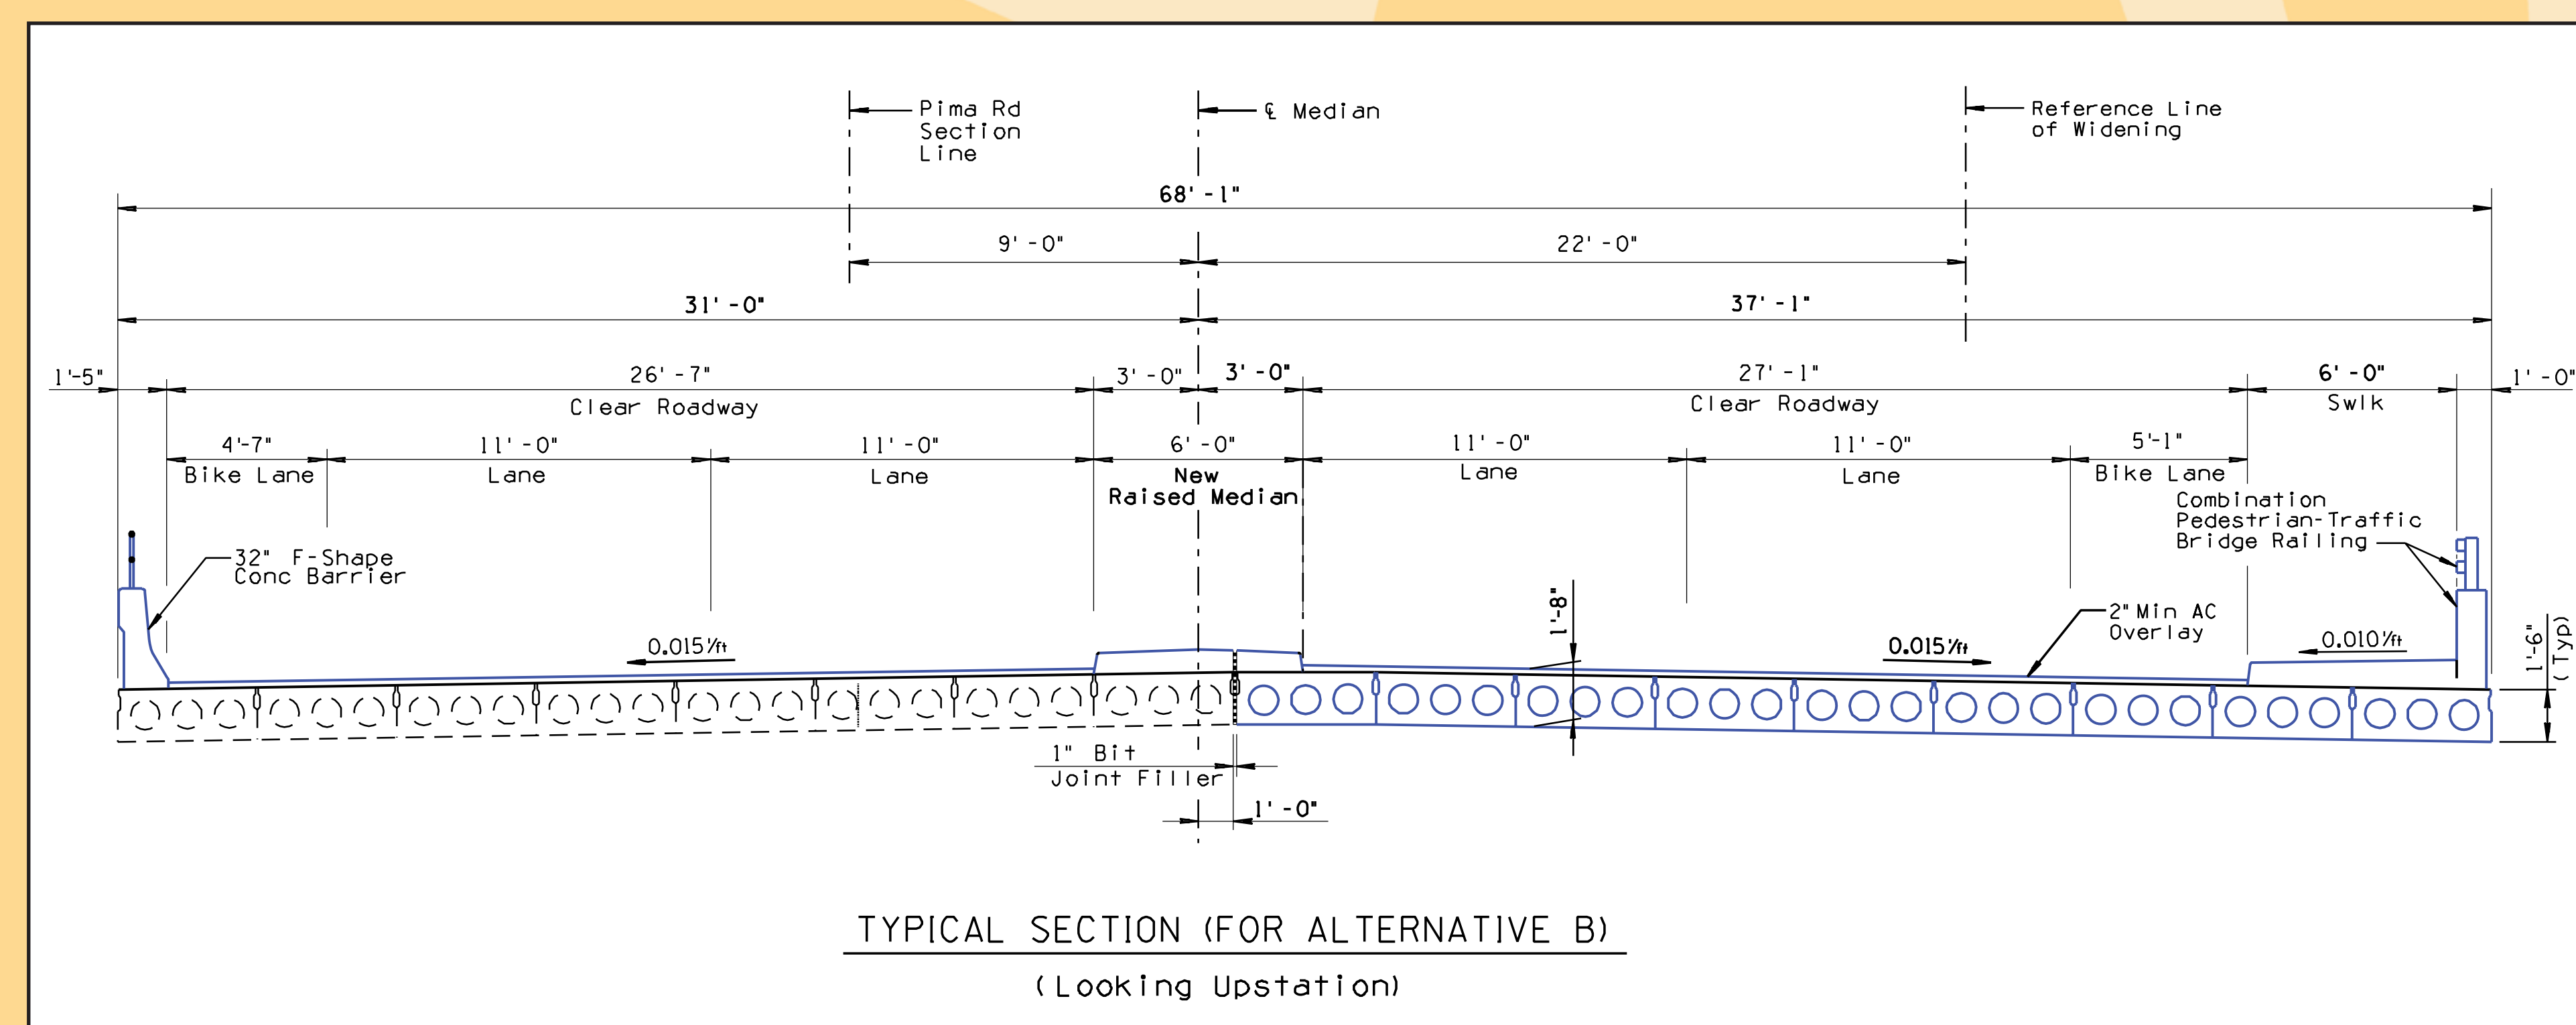 Pima Rd
Section
Line
℄ Median
Reference Line
of Widening
68'-1"
9'-0"
22'-0"
31'-0"
37'-1"
1'-5"
26'-7"
Clear Roadway
3'-0"
3'-0"
27'-1"
Clear Roadway
6'-0"
Swlk
1'-0"
4'-7"
Bike Lane
11'-0"
Lane
11'-0"
Lane
6'-0"
New
Raised Median
11'-0"
Lane
11'-0"
Lane
5'-1"
Bike Lane
Combination
Pedestrian-Traffic
Bridge Railing
32" F-Shape
Conc Barrier
0.015'/ft
1'-8"
0.015'/ft
2" Min AC
Overlay
0.010'/ft
1'-6"
(Typ)
1" Bit
Joint Filler
1'-0"
TYPICAL SECTION (FOR ALTERNATIVE B)
(Looking Upstation)